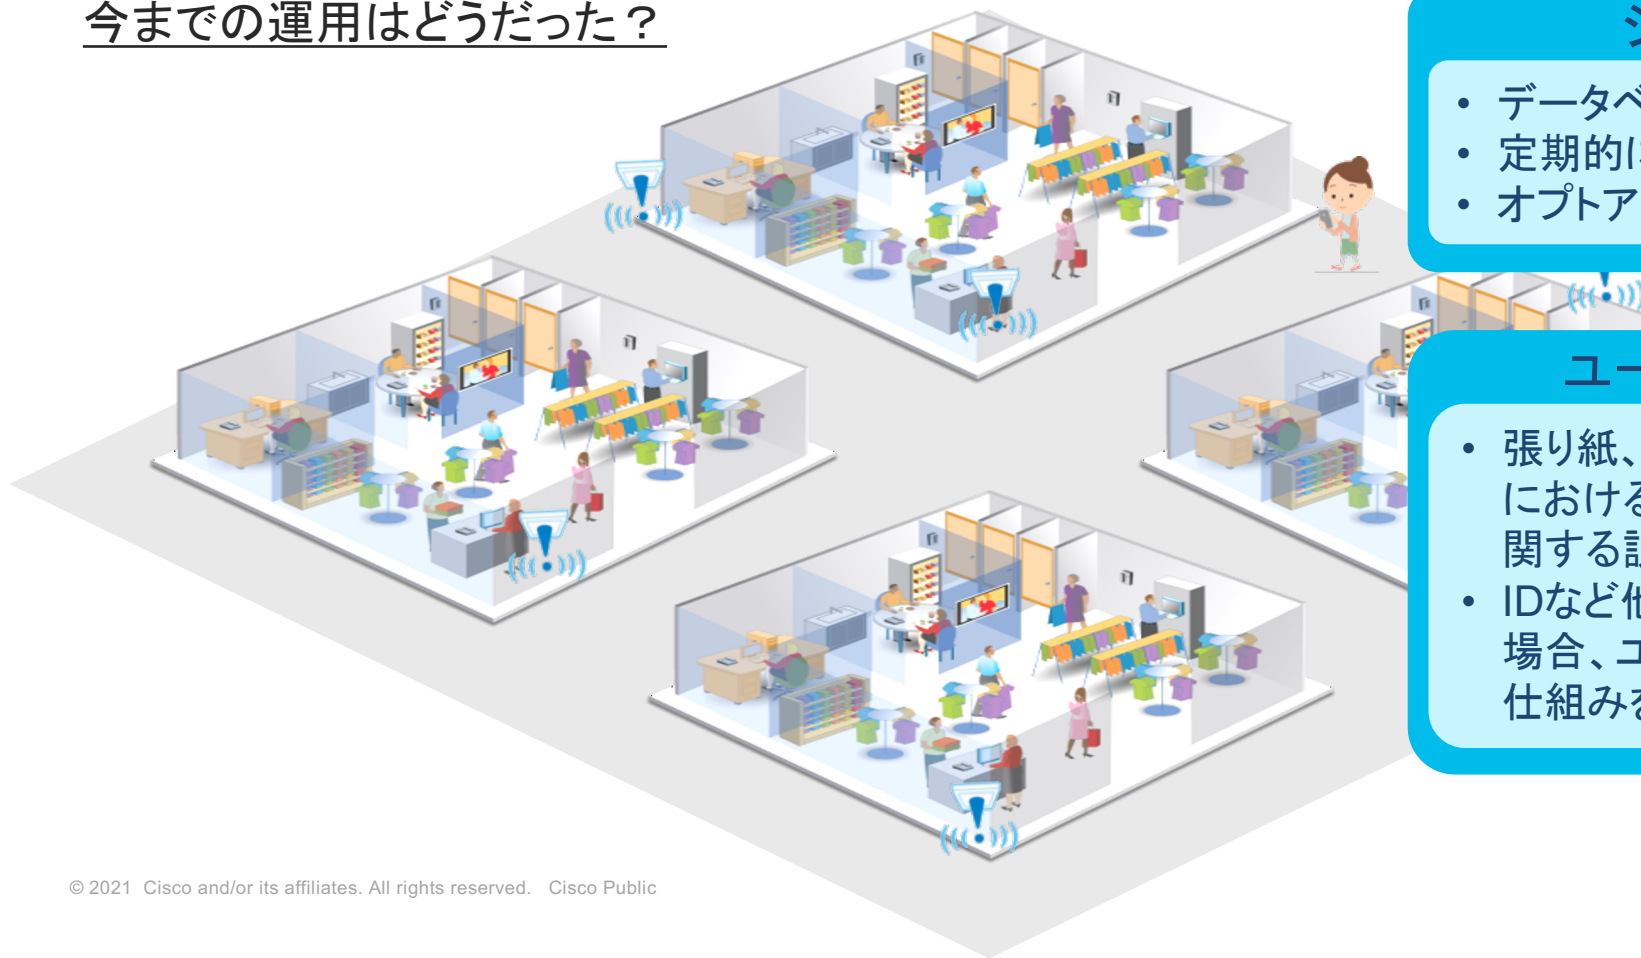 今までの運用はどうだった？
• データベ
• 定期的に
• オプトア
ユー
• 張り紙、
における
関する
• IDなど他
場合、ユ
仕組みを
© 2021 Cisco and/or its affiliates. All rights reserved. Cisco Public